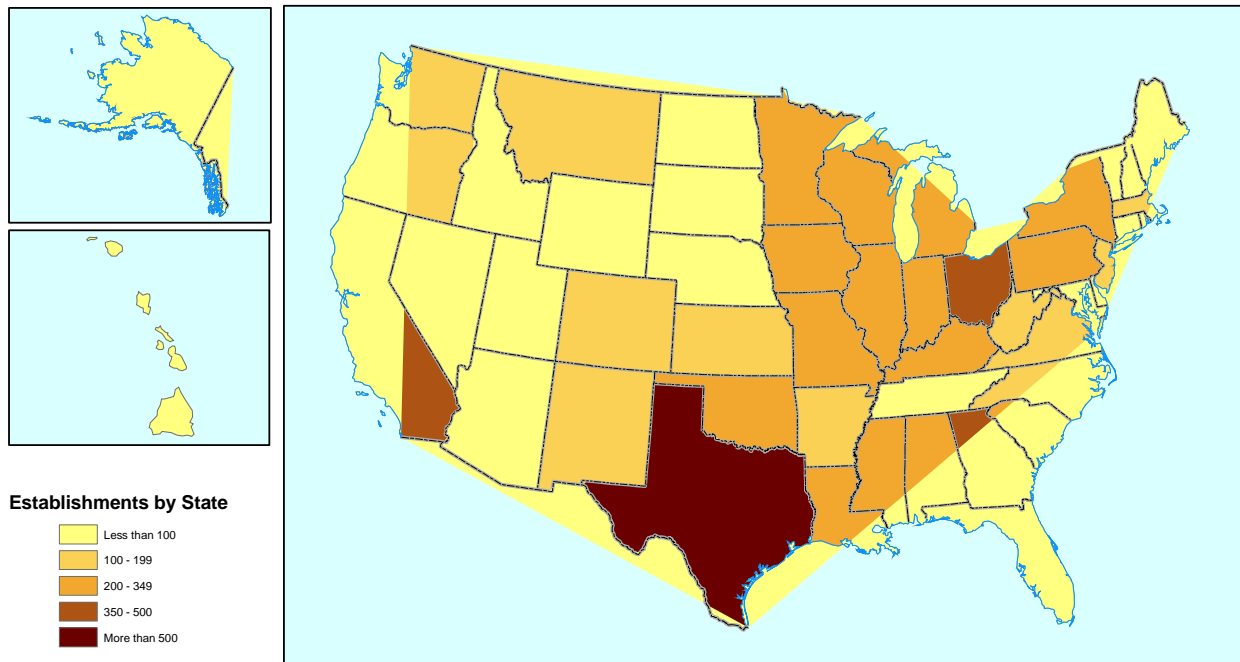 Establishments by State
Less than 100
100 - 199
200 - 349
350 - 500
More than 500